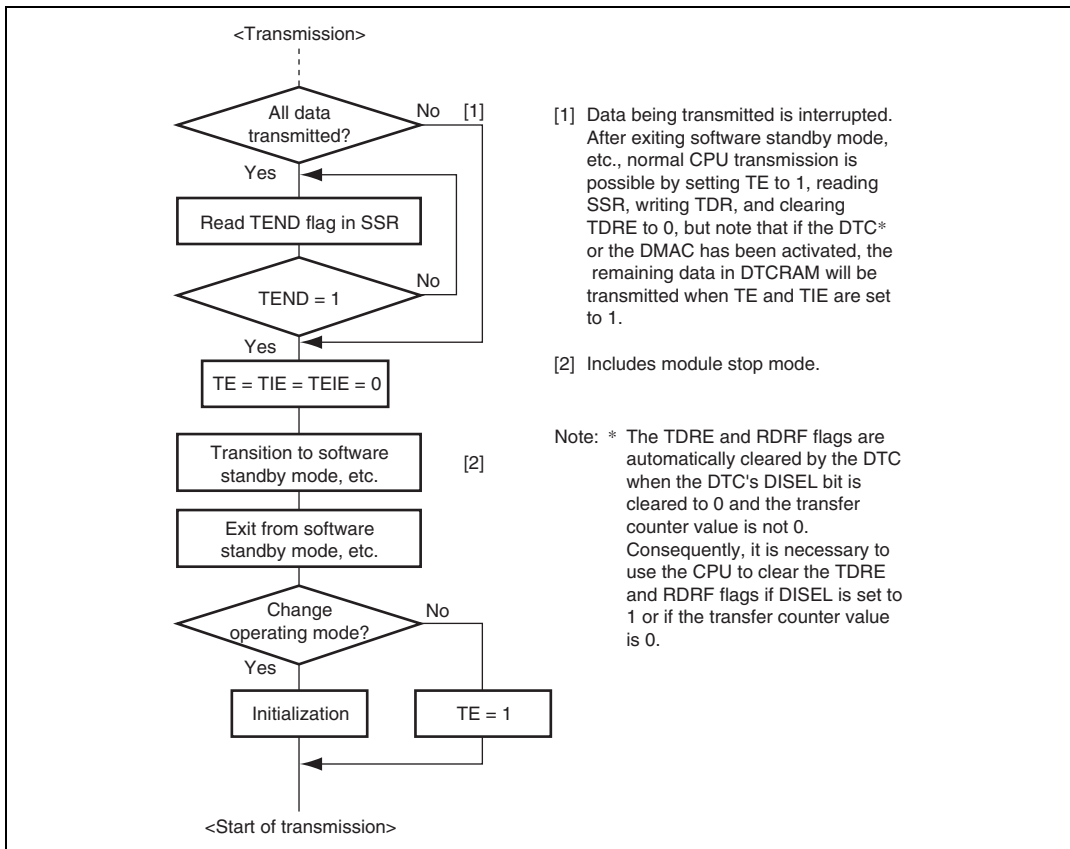 <Transmission>
All data
transmitted?
No
[1]
Yes
Read TEND flag in SSR
TEND = 1
No
Yes
TE = TIE = TEIE = 0
Transition to software
standby mode, etc.
[2]
Exit from software
standby mode, etc.
Change
operating mode?
No
Yes
Initialization
TE = 1
<Start of transmission>
[1] Data being transmitted is interrupted.
After exiting software standby mode,
etc., normal CPU transmission is
possible by setting TE to 1, reading
SSR, writing TDR, and clearing
TDRE to 0, but note that if the DTC*
or the DMAC has been activated, the
remaining data in DTCRAM will be
transmitted when TE and TIE are set
to 1.
[2] Includes module stop mode.
Note: * The TDRE and RDRF flags are
automatically cleared by the DTC
when the DTC's DISEL bit is
cleared to 0 and the transfer
counter value is not 0.
Consequently, it is necessary to
use the CPU to clear the TDRE
and RDRF flags if DISEL is set to
1 or if the transfer counter value
is 0.